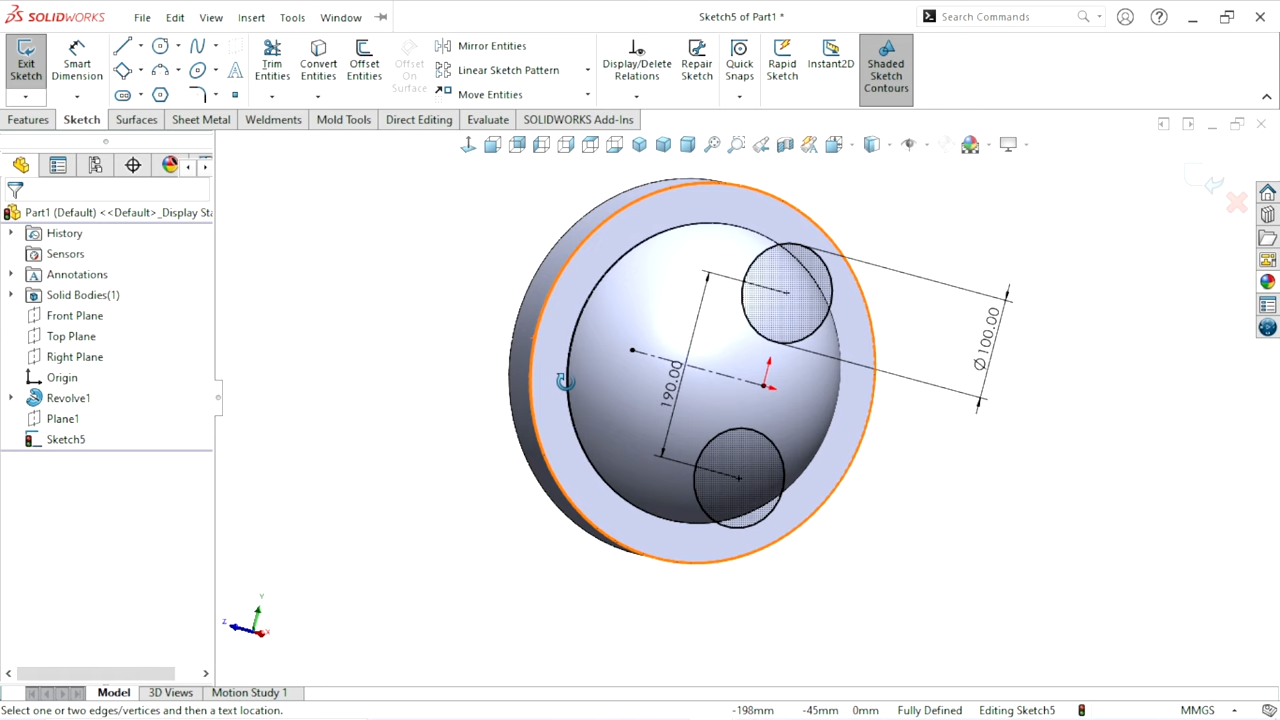 SOLIDWORKS File Edit View Insert Tools Window Sketch5 of Part1 * Search Commands
Exit Sketch
Smart Dimension
Trim Entities
Convert Entities
Offset Entities
Offset On Surface
Mirror Entities
Linear Sketch Pattern
Move Entities
Display/Delete Relations
Repair Sketch
Quick Snaps
Rapid Sketch
Instant2D
Shaded Sketch Contours
Features Sketch Surfaces Sheet Metal Weldments Mold Tools Direct Editing Evaluate SOLIDWORKS Add-Ins
Part1 (Default) <<Default>_Display Sta
History
Sensors
Annotations
Solid Bodies(1)
Front Plane
Top Plane
Right Plane
Origin
Revolve1
Plane1
Sketch5
190.00
Ø100.00
Y
Z
X
Model 3D Views Motion Study 1
Select one or two edges/vertices and then a text location. -198mm -45mm 0mm Fully Defined Editing Sketch5 MMGS